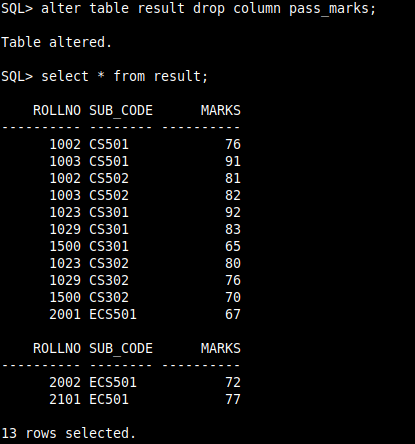 SQL> alter table result drop column pass_marks;
Table altered.
SQL> select * from result;
ROLLNO SUB_CODE MARKS
---------- -------- ----------
1002 CS501 76
1003 CS501 91
1002 CS502 81
1003 CS502 82
1023 CS301 92
1029 CS301 83
1500 CS301 65
1023 CS302 80
1029 CS302 76
1500 CS302 70
2001 ECS501 67
ROLLNO SUB_CODE MARKS
---------- -------- ----------
2002 ECS501 72
2101 EC501 77
13 rows selected.